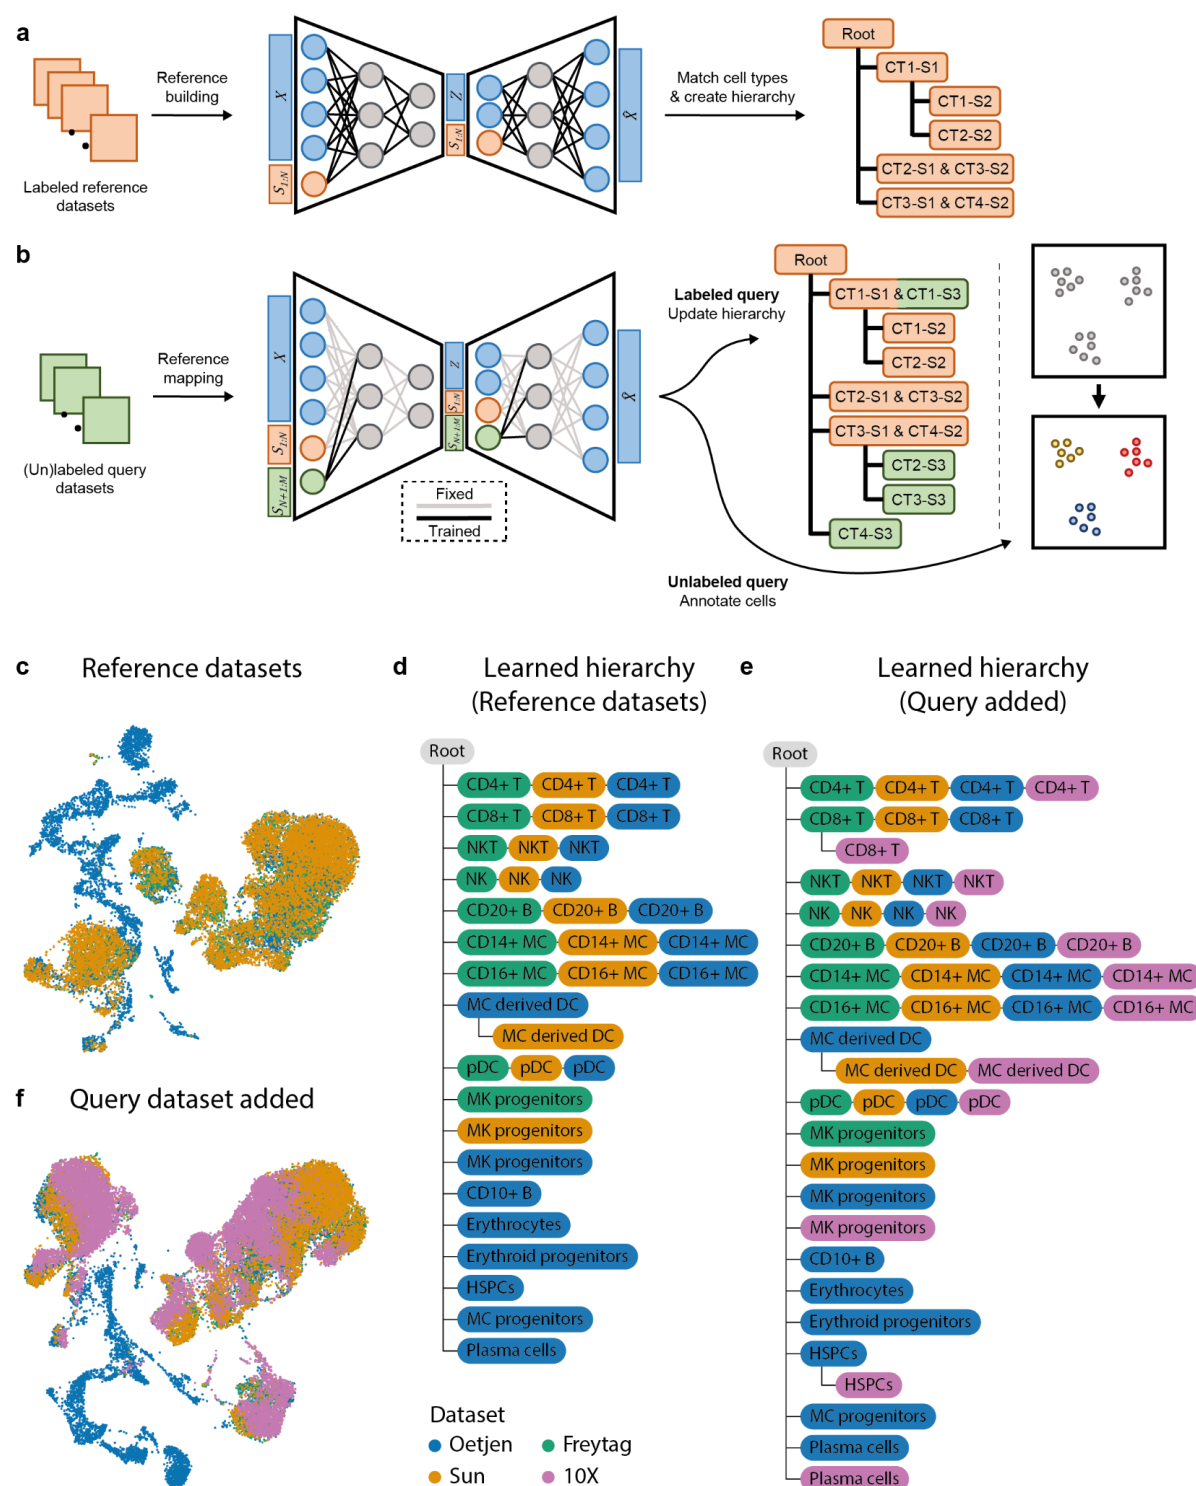 a
Labeled reference
datasets
Reference
building
X
S1:N
Z
S1:N
X̂
Match cell types
& create hierarchy
Root
CT1-S1
CT1-S2
CT2-S2
CT2-S1 & CT3-S2
CT3-S1 & CT4-S2
b
(Un)labeled query
datasets
Reference
mapping
X
S1:N
SN+1:M
Z
S1:N
SN+1:M
X̂
Fixed
Trained
Labeled query
Update hierarchy
Root
CT1-S1 & CT1-S3
CT1-S2
CT2-S2
CT2-S1 & CT3-S2
CT3-S1 & CT4-S2
CT2-S3
CT3-S3
CT4-S3
Unlabeled query
Annotate cells
c Reference datasets
d Learned hierarchy
(Reference datasets)
Root
CD4+ T CD4+ T CD4+ T
CD8+ T CD8+ T CD8+ T
NKT NKT NKT
NK NK NK
CD20+ B CD20+ B CD20+ B
CD14+ MC CD14+ MC CD14+ MC
CD16+ MC CD16+ MC CD16+ MC
MC derived DC
MC derived DC
pDC pDC pDC
MK progenitors
MK progenitors
MK progenitors
CD10+ B
Erythrocytes
Erythroid progenitors
HSPCs
MC progenitors
Plasma cells
e Learned hierarchy
(Query added)
Root
CD4+ T CD4+ T CD4+ T CD4+ T
CD8+ T CD8+ T CD8+ T
CD8+ T
NKT NKT NKT NKT
NK NK NK NK
CD20+ B CD20+ B CD20+ B CD20+ B
CD14+ MC CD14+ MC CD14+ MC CD14+ MC
CD16+ MC CD16+ MC CD16+ MC CD16+ MC
MC derived DC
MC derived DC MC derived DC
pDC pDC pDC pDC
MK progenitors
MK progenitors
MK progenitors
MK progenitors
CD10+ B
Erythrocytes
Erythroid progenitors
HSPCs
HSPCs
MC progenitors
Plasma cells
Plasma cells
f Query dataset added
Dataset
Oetjen Freytag
Sun 10X